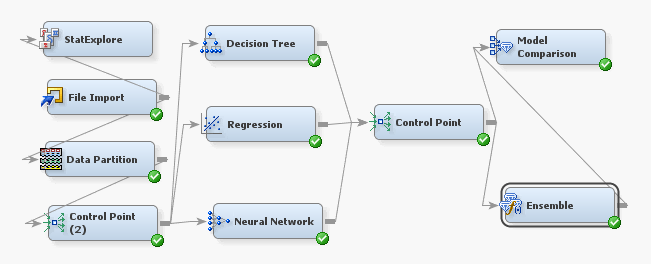 StatExplore
Decision Tree
Model
Comparison
File Import
Regression
Control Point
Data Partition
Control Point
(2)
Neural Network
Ensemble